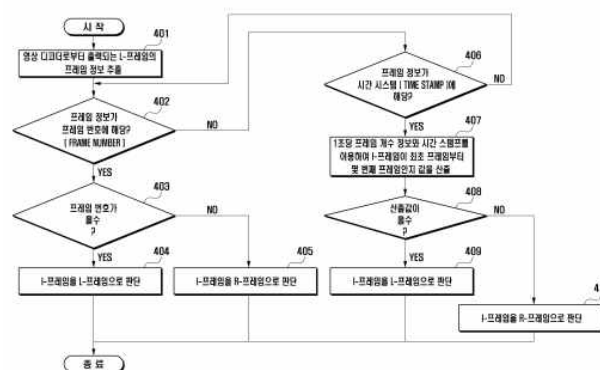 시 작
401
영상 디코더로부터 출력되는 L-프레임의
프레임 정보 추출
402
프레임 정보가
프레임 번호에 해당?
[ FRAME NUMBER ]
NO
YES
403
프레임 번호가
홀수
?
NO
YES
404
I-프레임을 L-프레임으로 판단
405
I-프레임을 R-프레임으로 판단
406
프레임 정보가
시간 시스템 [ TIME STAMP ]에
해당?
NO
YES
407
1초당 프레임 개수 정보와 시간 스탬프를
이용하여 I-프레임이 최초 프레임부터
몇 번째 프레임인지 값을 산출
408
산출값이
홀수
?
NO
YES
409
I-프레임을 L-프레임으로 판단
I-프레임을 R-프레임으로 판단
종 료